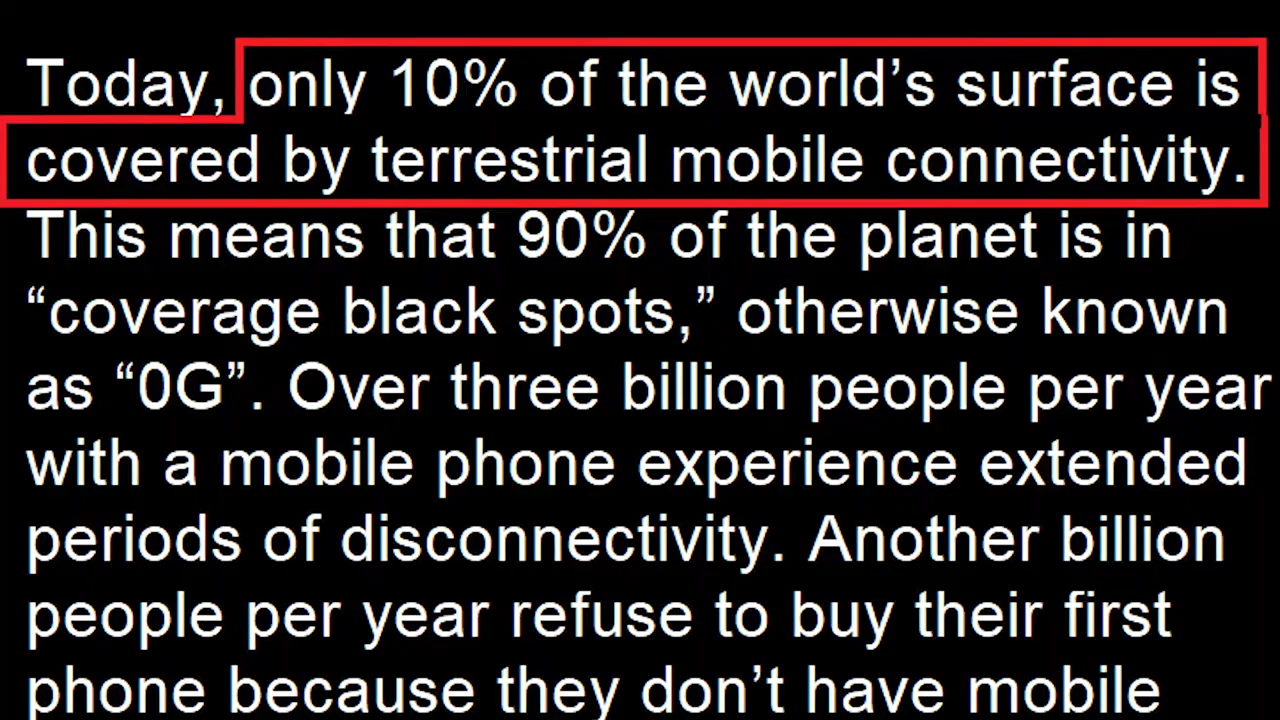 Today, only 10% of the world’s surface is
covered by terrestrial mobile connectivity.
This means that 90% of the planet is in
“coverage black spots,” otherwise known
as “0G”. Over three billion people per year
with a mobile phone experience extended
periods of disconnectivity. Another billion
people per year refuse to buy their first
phone because they don’t have mobile